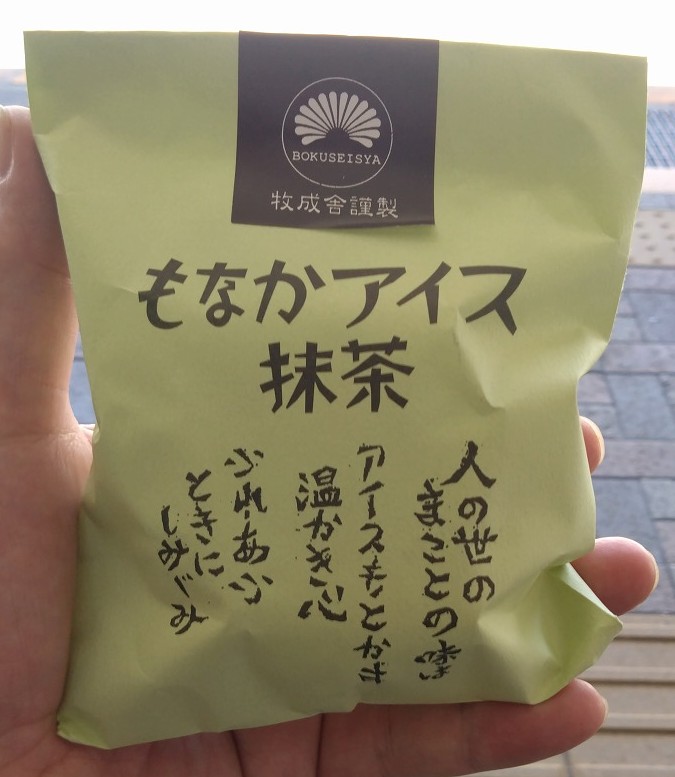 BOKUSEISYA
牧成舎謹製
もなかアイス
抹茶
人の世の
まことの味
アイスもとかす
温かき心
ふれあふ
ときに
しみじみ